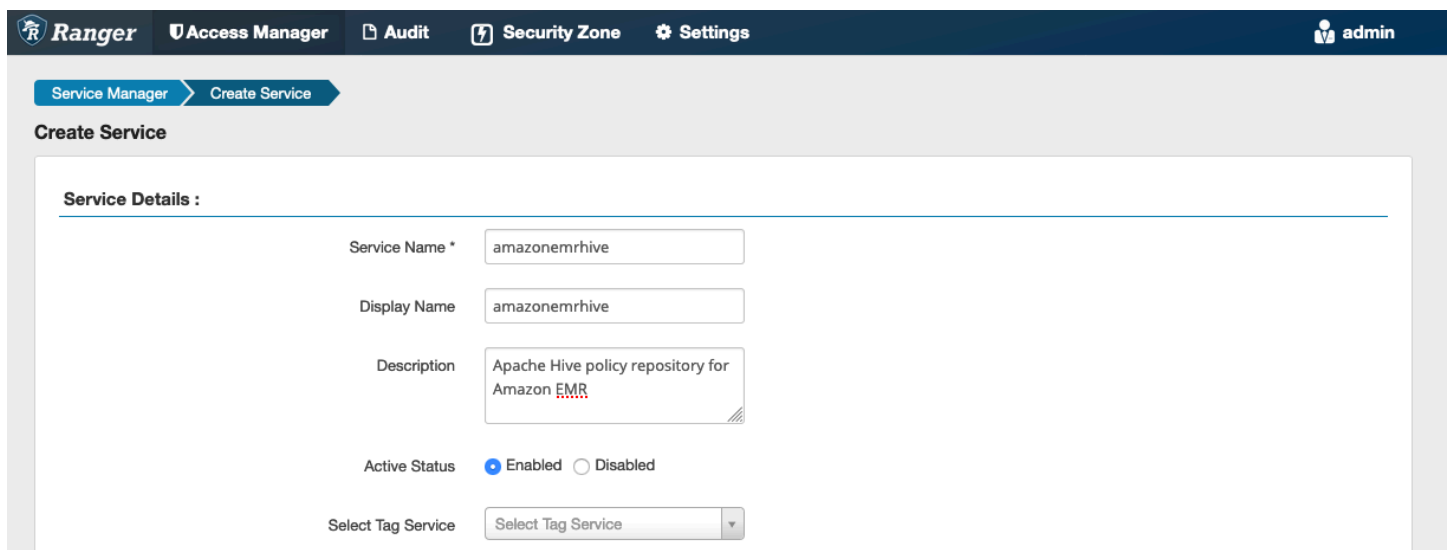 Ranger Access Manager Audit Security Zone Settings admin
Service Manager Create Service
Create Service
Service Details :
Service Name * amazonemrhive
Display Name amazonemrhive
Description Apache Hive policy repository for
Amazon EMR
Active Status Enabled Disabled
Select Tag Service Select Tag Service